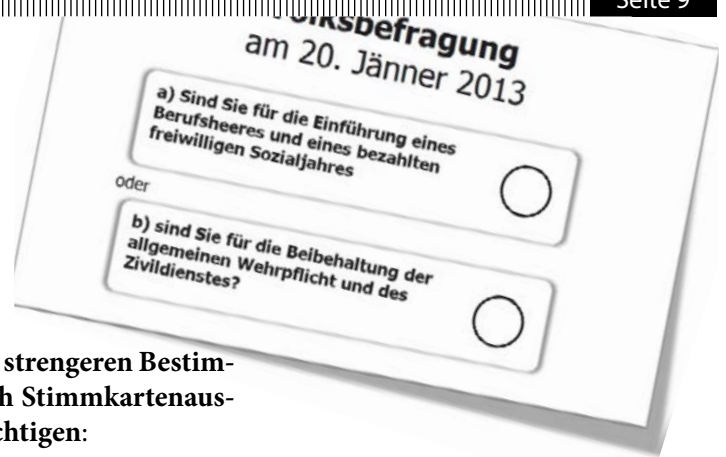 Seite 9
Volksbefragung
am 20. Jänner 2013
a) Sind Sie für die Einführung eines
Berufsheeres und eines bezahlten
freiwilligen Sozialjahres
oder
b) sind Sie für die Beibehaltung der
allgemeinen Wehrpflicht und des
Zivildienstes?
strengeren Bestim-
h Stimmkartenaus-
chtigen: